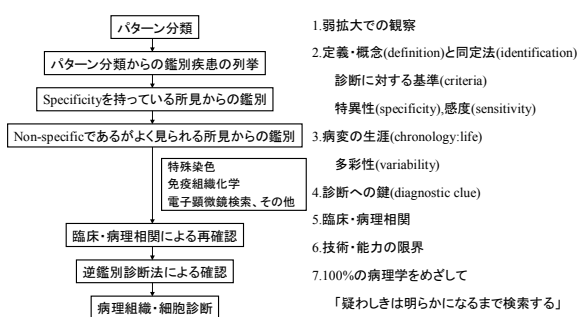 パターン分類
パターン分類からの鑑別疾患の列挙
Specificityを持っている所見からの鑑別
Non-specificであるがよく見られる所見からの鑑別
特殊染色
免疫組織化学
電子顕微鏡検索、その他
臨床・病理相関による再確認
逆鑑別診断法による確認
病理組織・細胞診断
1.弱拡大での観察
2.定義・概念(definition)と同定法(identification)
診断に対する基準(criteria)
特異性(specificity),感度(sensitivity)
3.病変の生涯(chronology:life)
多彩性(variability)
4.診断への鍵(diagnostic clue)
5.臨床・病理相関
6.技術・能力の限界
7.100%の病理学をめざして
「疑わしきは明らかになるまで検索する」